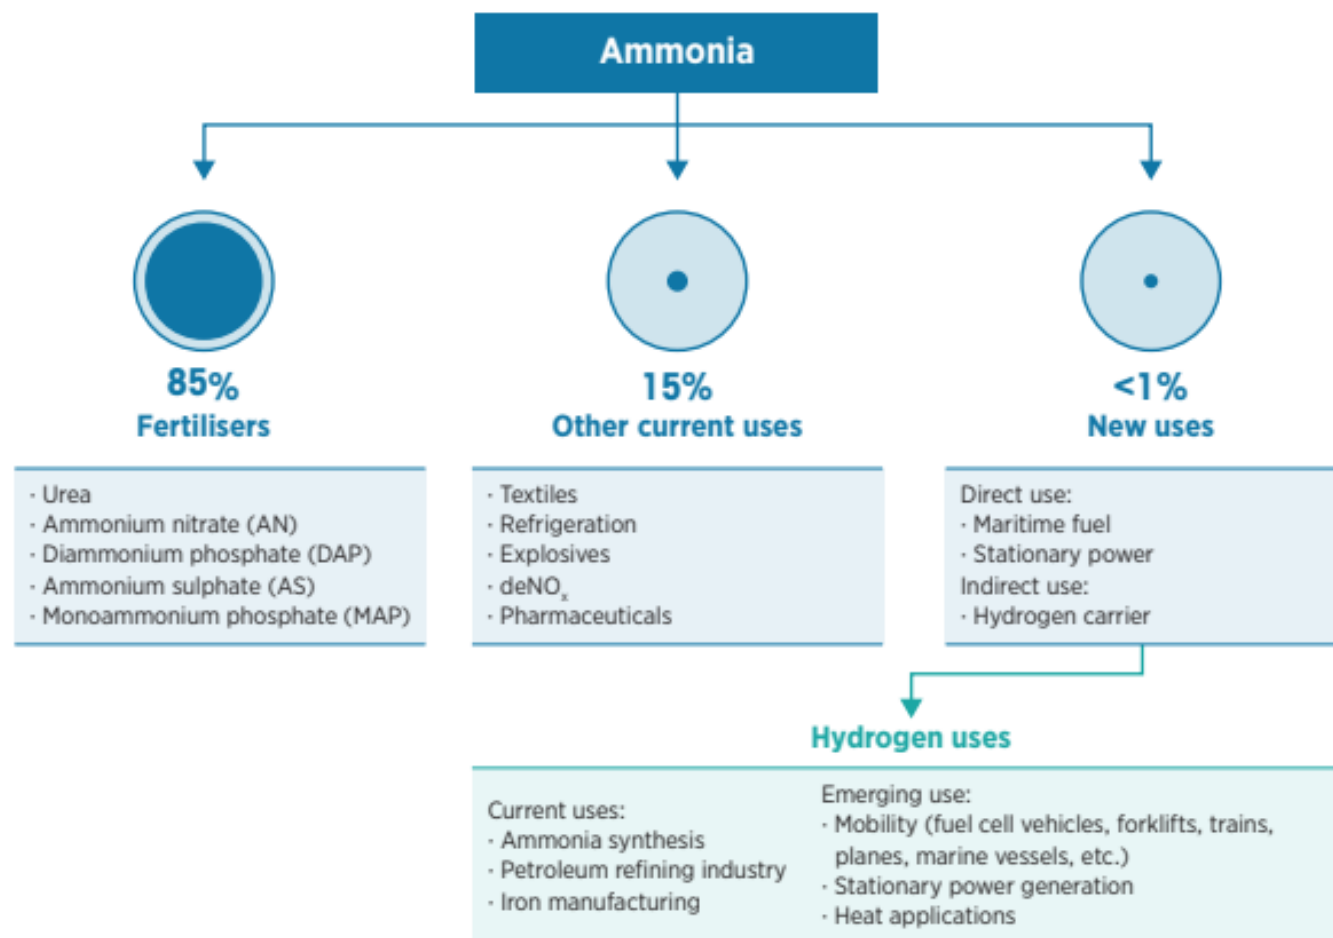 Ammonia
85%
Fertilisers
· Urea
· Ammonium nitrate (AN)
· Diammonium phosphate (DAP)
· Ammonium sulphate (AS)
· Monoammonium phosphate (MAP)
15%
Other current uses
· Textiles
· Refrigeration
· Explosives
· deNOx
· Pharmaceuticals
<1%
New uses
Direct use:
· Maritime fuel
· Stationary power
Indirect use:
· Hydrogen carrier
Hydrogen uses
Current uses:
· Ammonia synthesis
· Petroleum refining industry
· Iron manufacturing
Emerging use:
· Mobility (fuel cell vehicles, forklifts, trains,
planes, marine vessels, etc.)
· Stationary power generation
· Heat applications